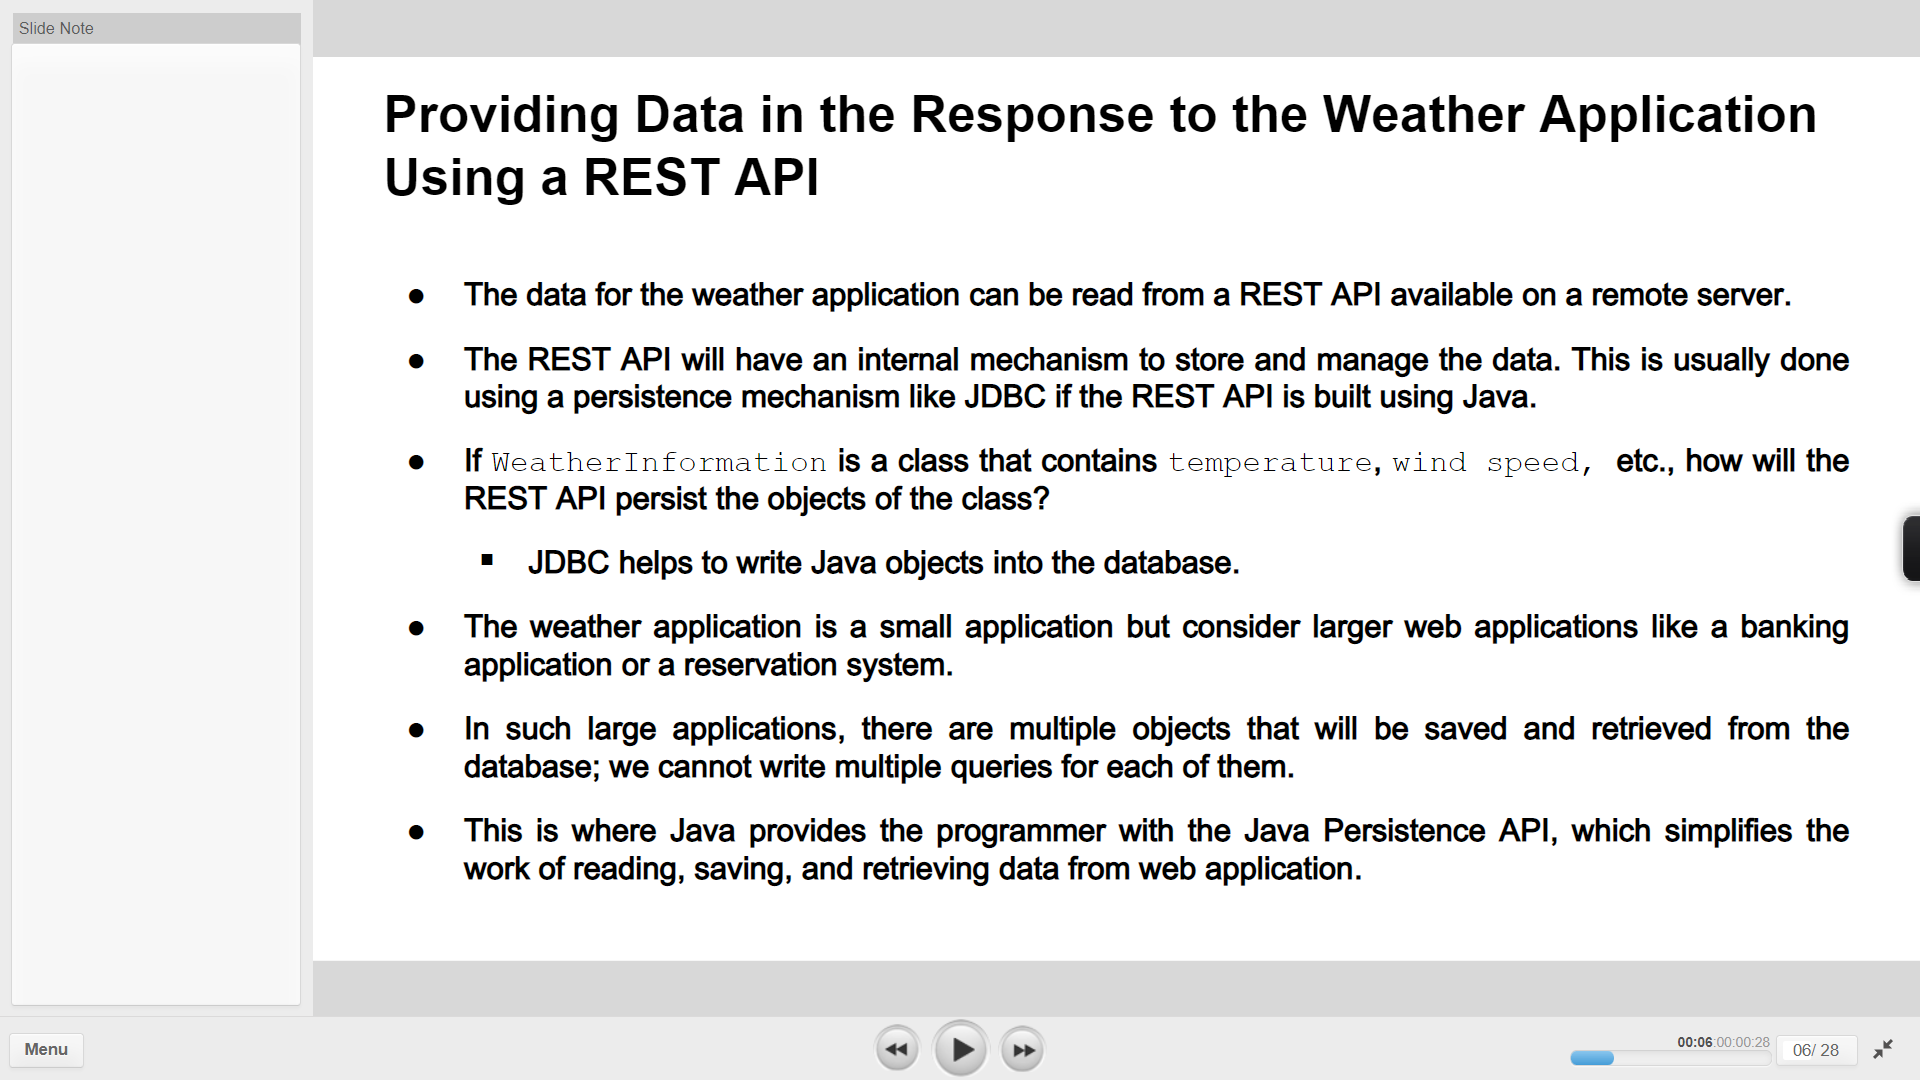 Slide Note
Providing Data in the Response to the Weather Application
Using a REST API
● The data for the weather application can be read from a REST API available on a remote server.
● The REST API will have an internal mechanism to store and manage the data. This is usually done
using a persistence mechanism like JDBC if the REST API is built using Java.
● If WeatherInformation is a class that contains temperature, wind speed, etc., how will the
REST API persist the objects of the class?
▪ JDBC helps to write Java objects into the database.
● The weather application is a small application but consider larger web applications like a banking
application or a reservation system.
● In such large applications, there are multiple objects that will be saved and retrieved from the
database; we cannot write multiple queries for each of them.
● This is where Java provides the programmer with the Java Persistence API, which simplifies the
work of reading, saving, and retrieving data from web application.
Menu
00:06:00:00:28
06/ 28